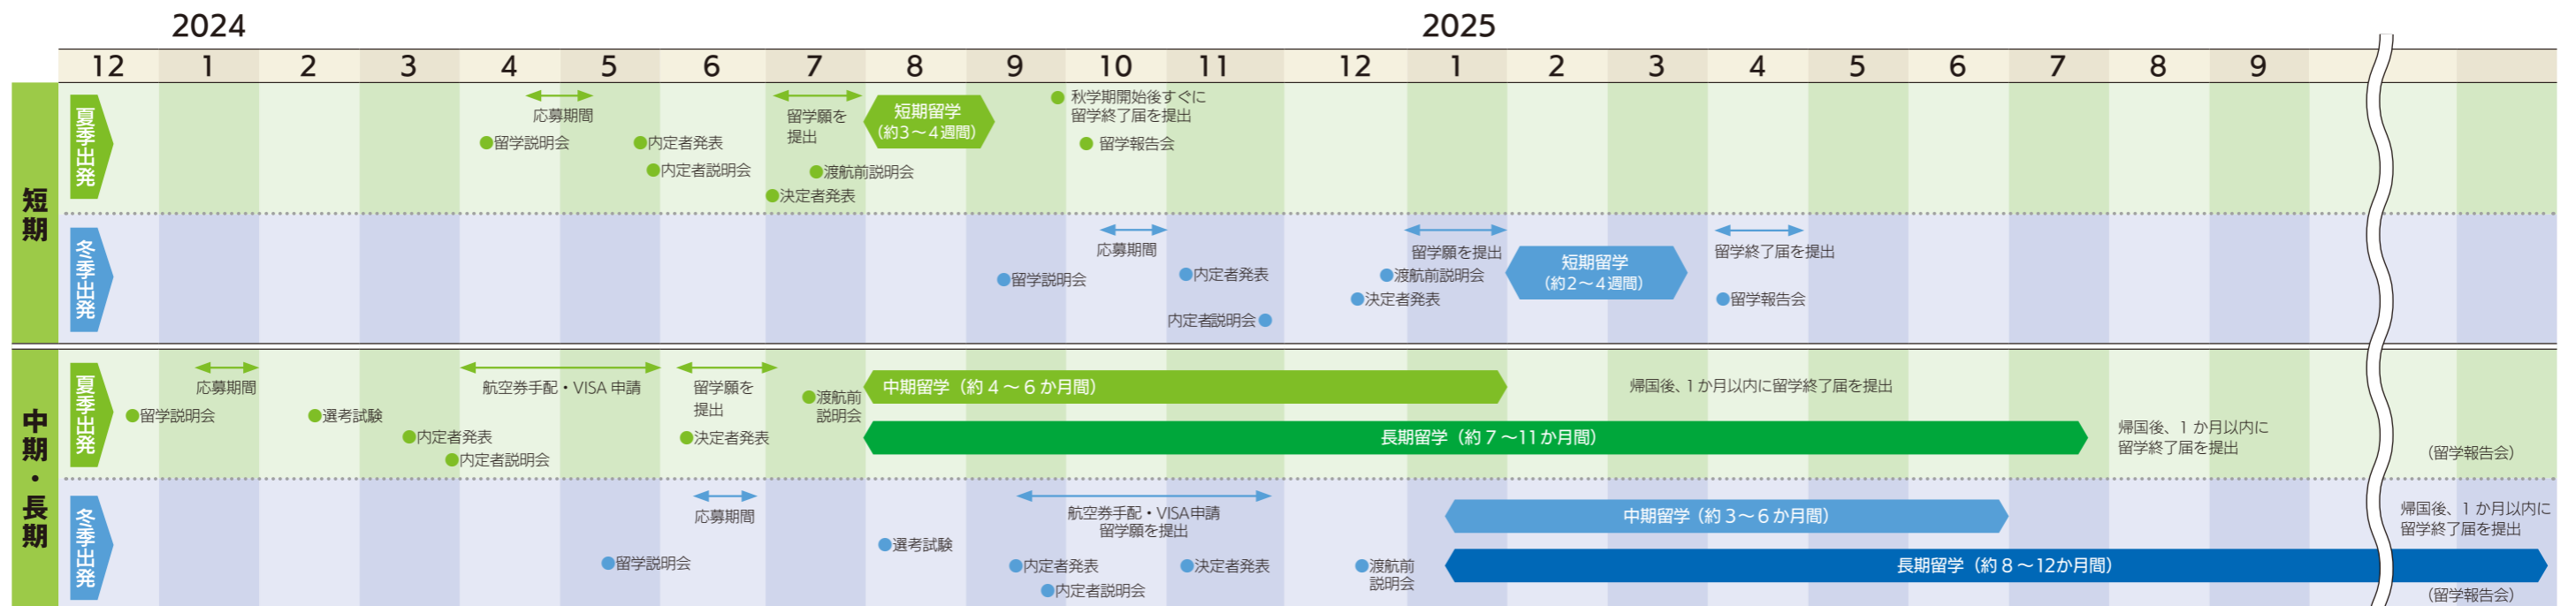 2024
2025
12 1 2 3 4 5 6 7 8 9 10 11 12 1 2 3 4 5 6 7 8 9
短期
夏季出発
応募期間
留学説明会
内定者発表
内定者説明会
留学願を
提出
渡航前説明会
決定者発表
短期留学
(約3~4週間)
秋学期開始後すぐに
留学終了届を提出
留学報告会
冬季出発
留学説明会
応募期間
内定者発表
内定者説明会
留学願を提出
渡航前説明会
決定者発表
短期留学
(約2~4週間)
留学終了届を提出
留学報告会
中期・長期
夏季出発
応募期間
留学説明会
選考試験
内定者発表
内定者説明会
航空券手配・VISA 申請
留学願を
提出
決定者発表
渡航前
説明会
中期留学(約 4 ~ 6 か月間)
帰国後、1 か月以内に留学終了届を提出
長期留学(約 7 ~11か月間)
帰国後、1 か月以内に
留学終了届を提出
(留学報告会)
冬季出発
留学説明会
応募期間
選考試験
航空券手配・VISA申請
留学願を提出
内定者発表
内定者説明会
決定者発表
渡航前
説明会
中期留学(約 3 ~ 6 か月間)
帰国後、1 か月以内に
留学終了届を提出
長期留学(約 8 ~12か月間)
(留学報告会)